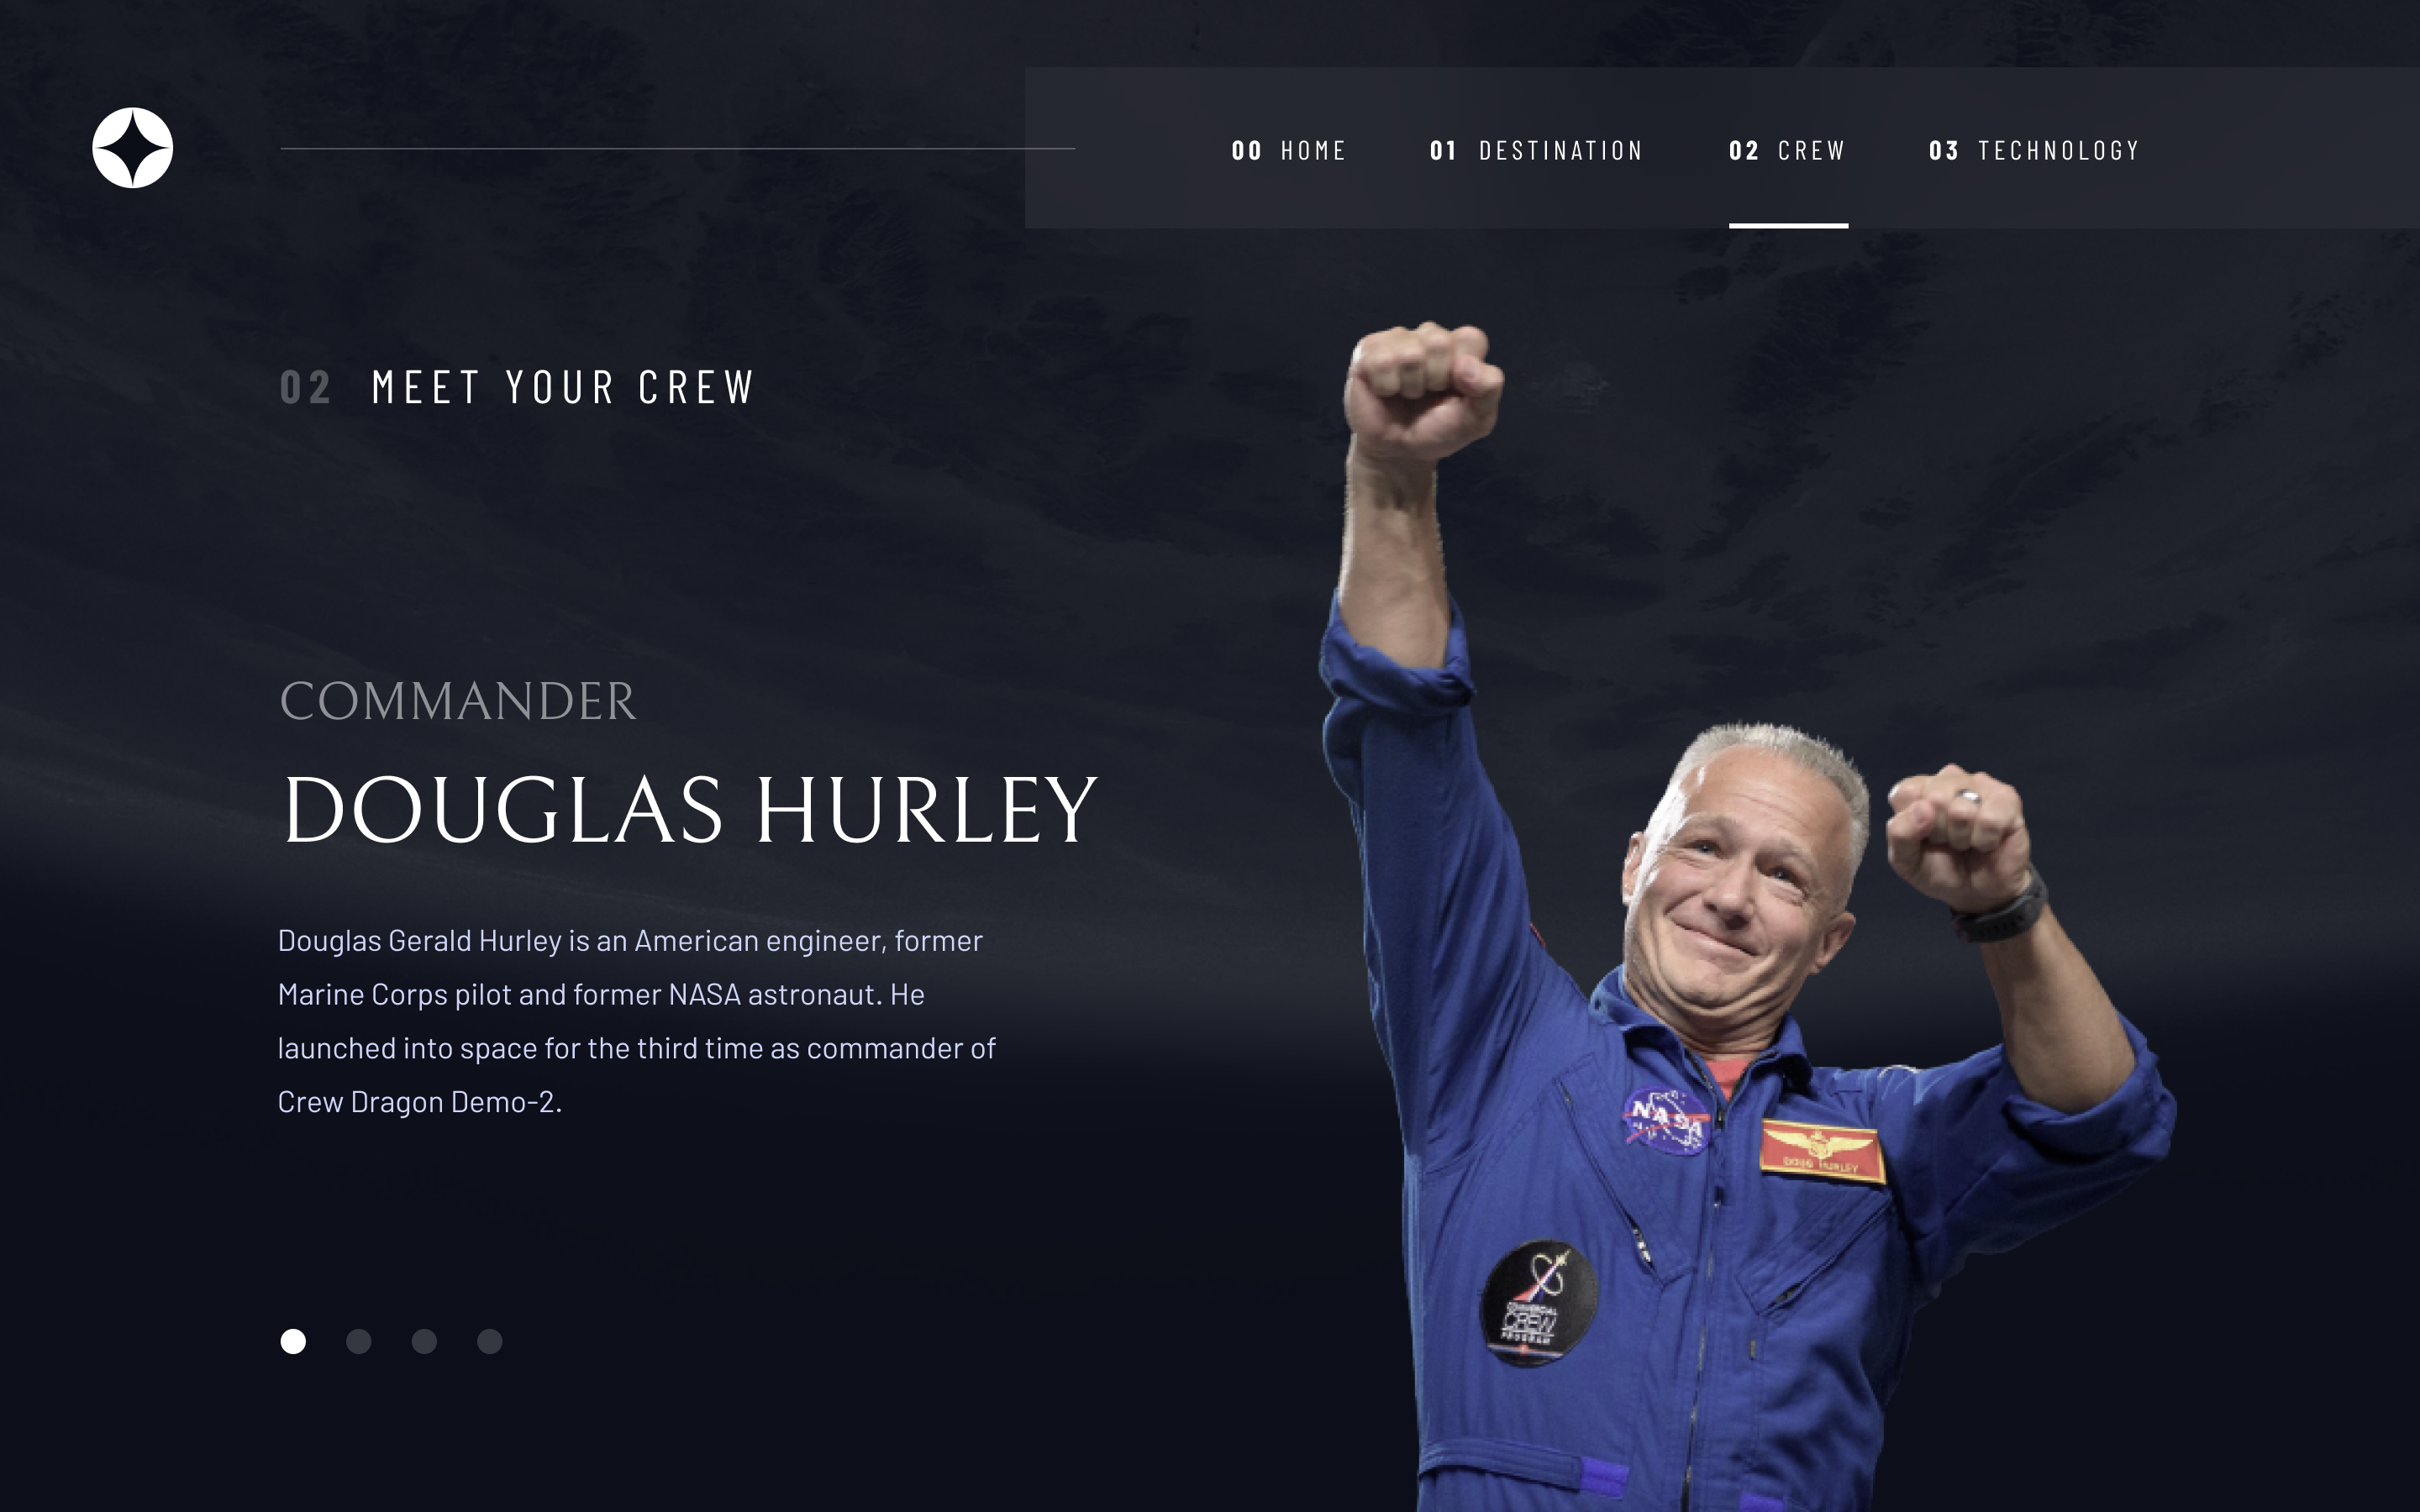 00 HOME 01 DESTINATION 02 CREW 03 TECHNOLOGY
02 MEET YOUR CREW
COMMANDER
DOUGLAS HURLEY
Douglas Gerald Hurley is an American engineer, former
Marine Corps pilot and former NASA astronaut. He
launched into space for the third time as commander of
Crew Dragon Demo-2.
NASA
DOUG HURLEY
COMMERCIAL
CREW
PROGRAM